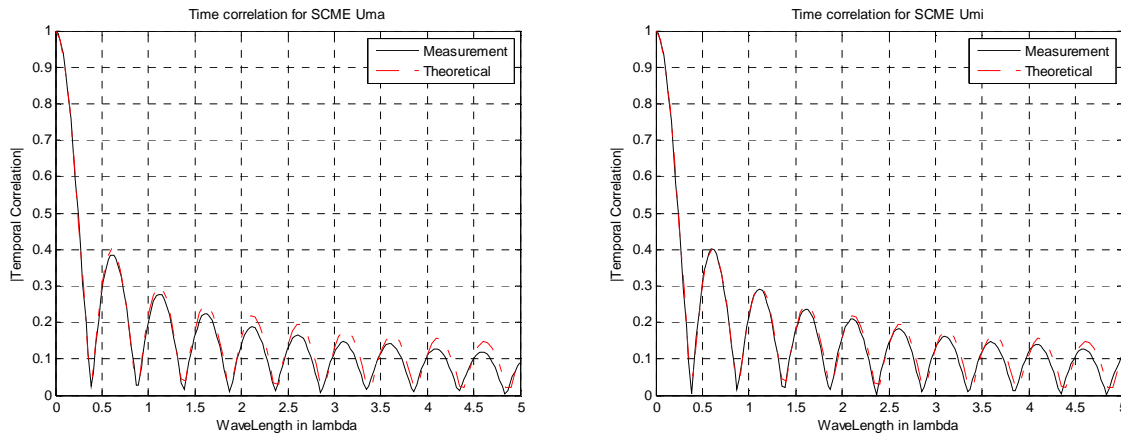 Time correlation for SCME Uma
1
0.9
0.8
0.7
0.6
0.5
0.4
0.3
0.2
0.1
0
|Temporal Correlation|
Measurement
Theoretical
0 0.5 1 1.5 2 2.5 3 3.5 4 4.5 5
WaveLength in lambda
Time correlation for SCME Umi
1
0.9
0.8
0.7
0.6
0.5
0.4
0.3
0.2
0.1
0
|Temporal Correlation|
Measurement
Theoretical
0 0.5 1 1.5 2 2.5 3 3.5 4 4.5 5
WaveLength in lambda